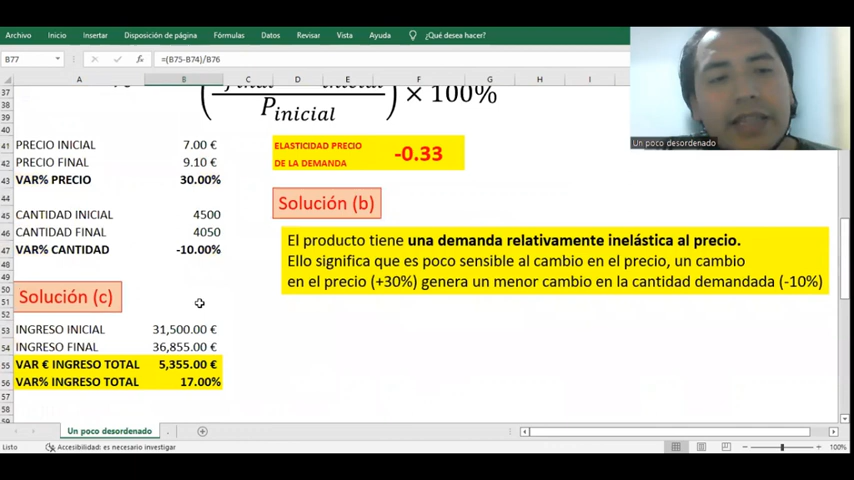 Archivo Inicio Insertar Disposición de página Fórmulas Datos Revisar Vista Ayuda ¿Qué desea hacer?
B77 =(B75-B74)/B76
A B C D E F G H I
37
38
39
40
P inicial × 100%
41 PRECIO INICIAL 7.00 € ELASTICIDAD PRECIO
42 PRECIO FINAL 9.10 € DE LA DEMANDA -0.33
43 VAR% PRECIO 30.00%
44
Solución (b)
45 CANTIDAD INICIAL 4500
46 CANTIDAD FINAL 4050
47 VAR% CANTIDAD -10.00%
El producto tiene una demanda relativamente inelástica al precio.
Ello significa que es poco sensible al cambio en el precio, un cambio
en el precio (+30%) genera un menor cambio en la cantidad demandada (-10%)
48
49
50
51
52
Solución (c)
53 INGRESO INICIAL 31,500.00 €
54 INGRESO FINAL 36,855.00 €
55 VAR € INGRESO TOTAL 5,355.00 €
56 VAR% INGRESO TOTAL 17.00%
57
58
59
Un poco desordenado
Un poco desordenado
Listo Accesibilidad: es necesario investigar 100%